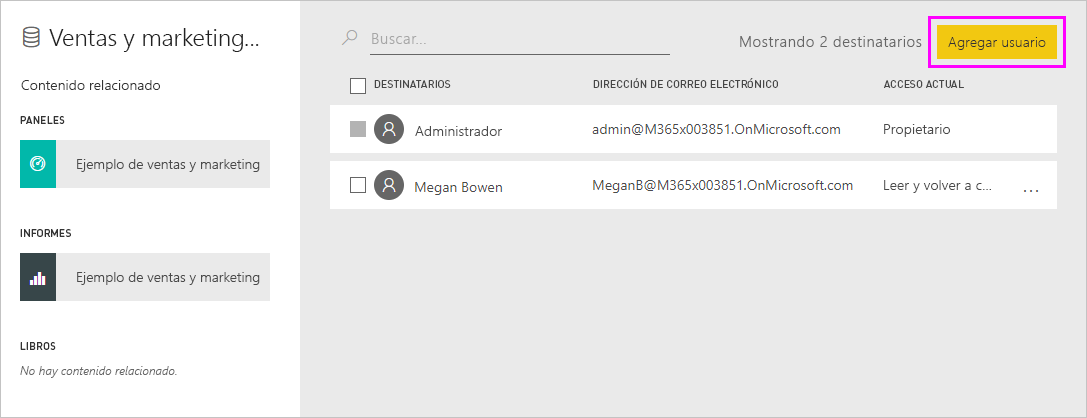 Ventas y marketing...
Contenido relacionado
PANELES
Ejemplo de ventas y marketing
INFORMES
Ejemplo de ventas y marketing
LIBROS
No hay contenido relacionado.
Buscar...
Mostrando 2 destinatarios
Agregar usuario
DESTINATARIOS DIRECCIÓN DE CORREO ELECTRÓNICO ACCESO ACTUAL
Administrador admin@M365x003851.OnMicrosoft.com Propietario
Megan Bowen MeganB@M365x003851.OnMicrosoft.com Leer y volver a c... ...